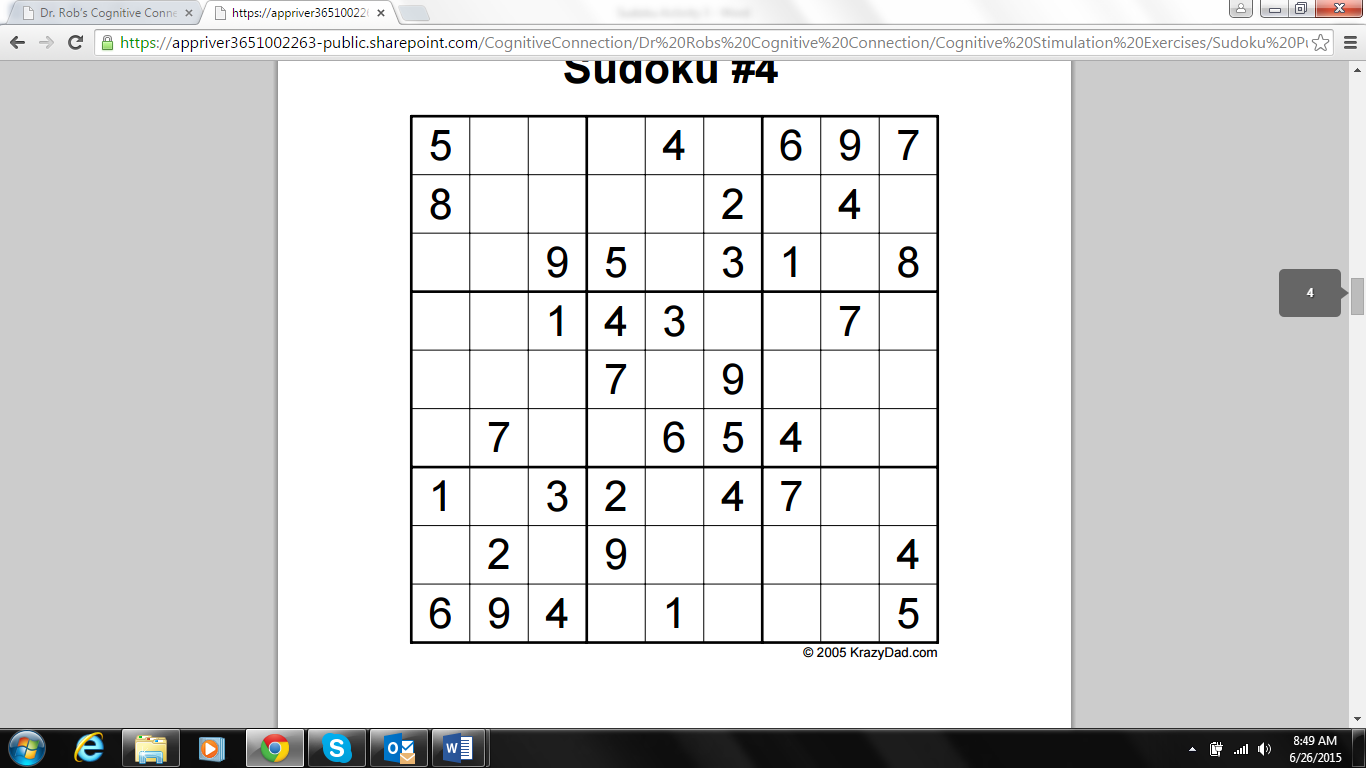 Dr. Rob's Cognitive Conne
https://appriver36510022
https://appriver3651002263-public.sharepoint.com/CognitiveConnection/Dr%20Robs%20Cognitive%20Connection/Cognitive%20Stimulation%20Exercises/Sudoku%20Pu
Sudoku #4
5 4 6 9 7
8 2 4
9 5 3 1 8
1 4 3 7
7 9
7 6 5 4
1 3 2 4 7
2 9 4
6 9 4 1 5
© 2005 KrazyDad.com
4
8:49 AM
6/26/2015